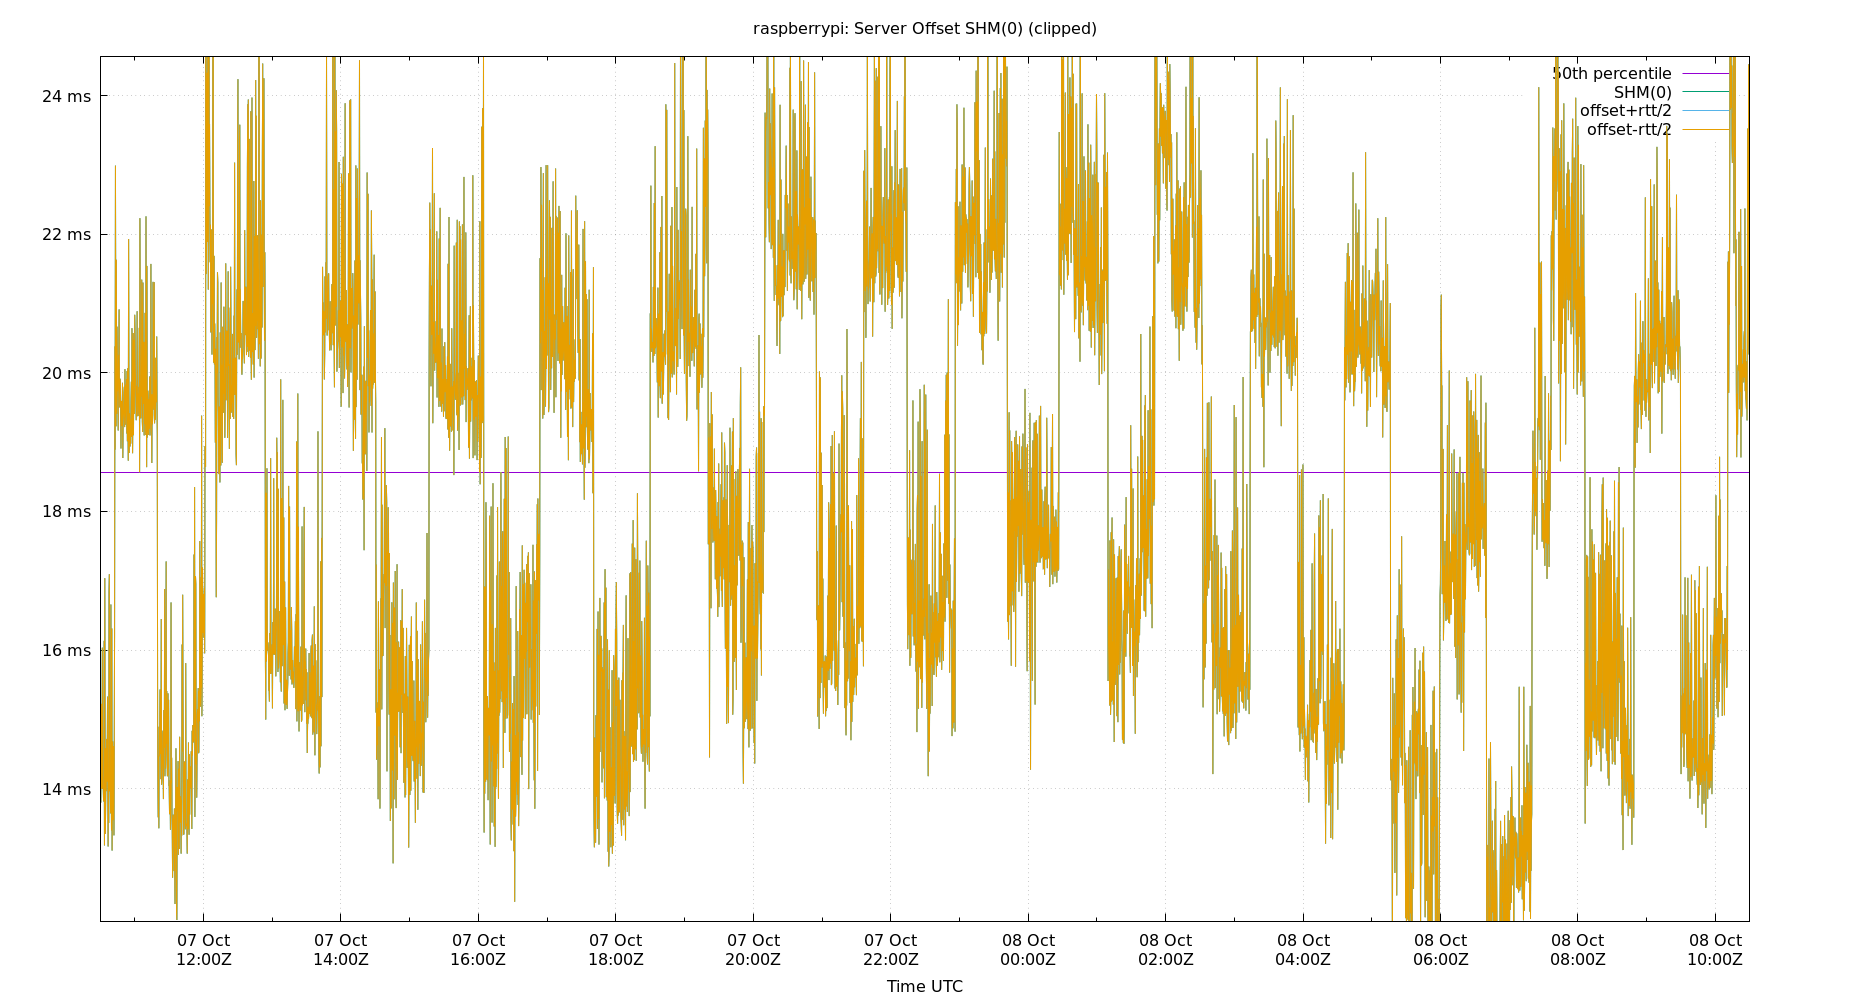 raspberrypi: Server Offset SHM(0) (clipped)
50th percentile
SHM(0)
offset+rtt/2
offset-rtt/2
24 ms
22 ms
20 ms
18 ms
16 ms
14 ms
07 Oct 07 Oct 07 Oct 07 Oct 07 Oct 07 Oct 08 Oct 08 Oct 08 Oct 08 Oct 08 Oct 08 Oct
12:00Z 14:00Z 16:00Z 18:00Z 20:00Z 22:00Z 00:00Z 02:00Z 04:00Z 06:00Z 08:00Z 10:00Z
Time UTC